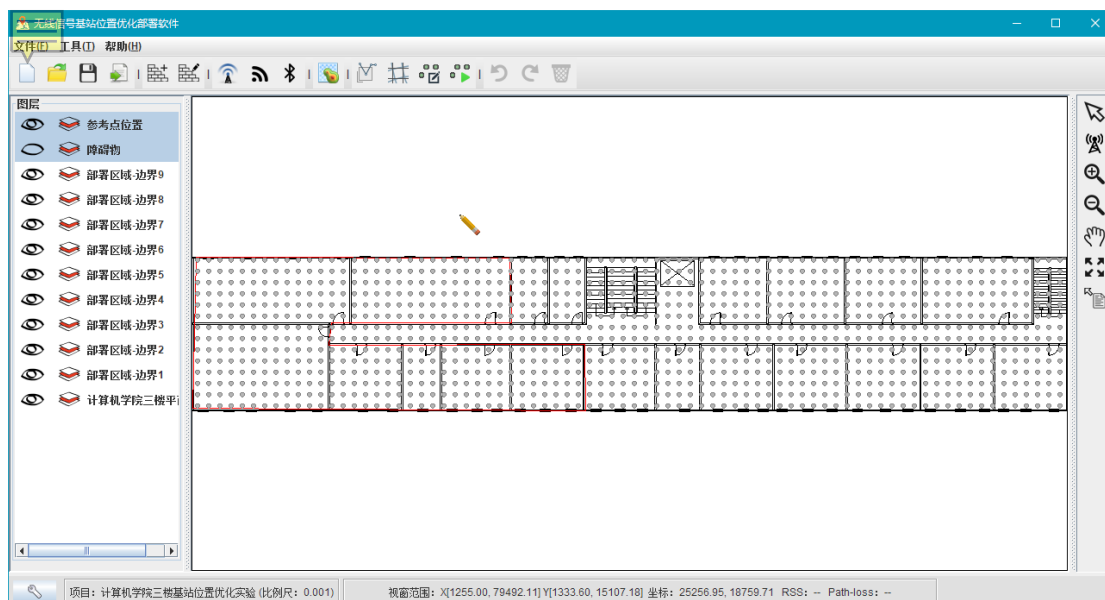 无线信号基站位置优化部署软件
文件(F) 工具(T) 帮助(H)
图层
参考点位置
障碍物
部署区域-边界9
部署区域-边界8
部署区域-边界7
部署区域-边界6
部署区域-边界5
部署区域-边界4
部署区域-边界3
部署区域-边界2
部署区域-边界1
计算机学院三楼平
项目: 计算机学院三楼基站位置优化实验 (比例尺: 0.001) 视窗范围: X[1255.00, 79492.11] Y[1333.60, 15107.18] 坐标: 25256.95, 18759.71 RSS: -- Path-loss: --